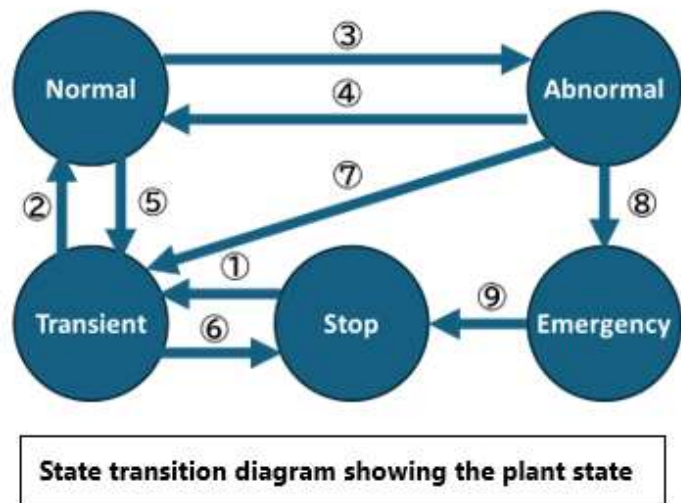 ③
Normal
Abnormal
④
⑦
②
⑤
⑧
①
⑨
Transient
Stop
Emergency
⑥
State transition diagram showing the plant state